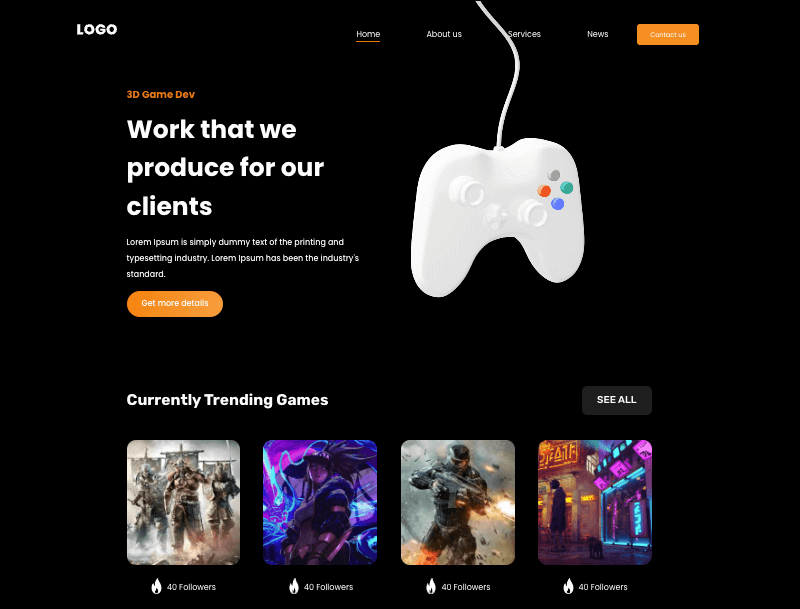 LOGO
Home
About us
Services
News
Contact us
3D Game Dev
Work that we
produce for our
clients
Lorem Ipsum is simply dummy text of the printing and
typesetting industry. Lorem Ipsum has been the industry's
standard.
Get more details
Currently Trending Games
SEE ALL
40 Followers
40 Followers
40 Followers
40 Followers